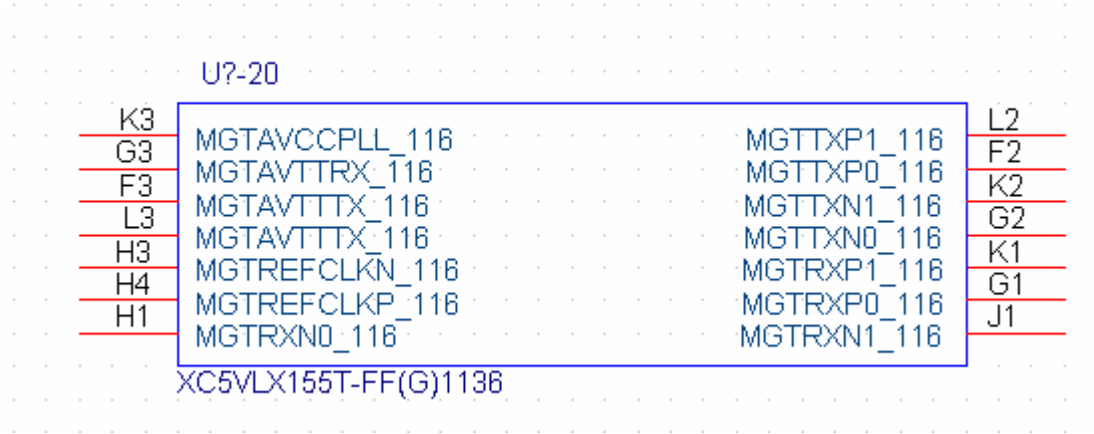 U?-20
K3 MGTAVCCPLL_116 MGTTXP1_116 L2
G3 MGTAVTTRX_116 MGTTXP0_116 F2
F3 MGTAVTTTX_116 MGTTXN1_116 K2
L3 MGTAVTTTX_116 MGTTXN0_116 G2
H3 MGTREFCLKN_116 MGTRXP1_116 K1
H4 MGTREFCLKP_116 MGTRXP0_116 G1
H1 MGTRXN0_116 MGTRXN1_116 J1
XC5VLX155T-FF(G)1136